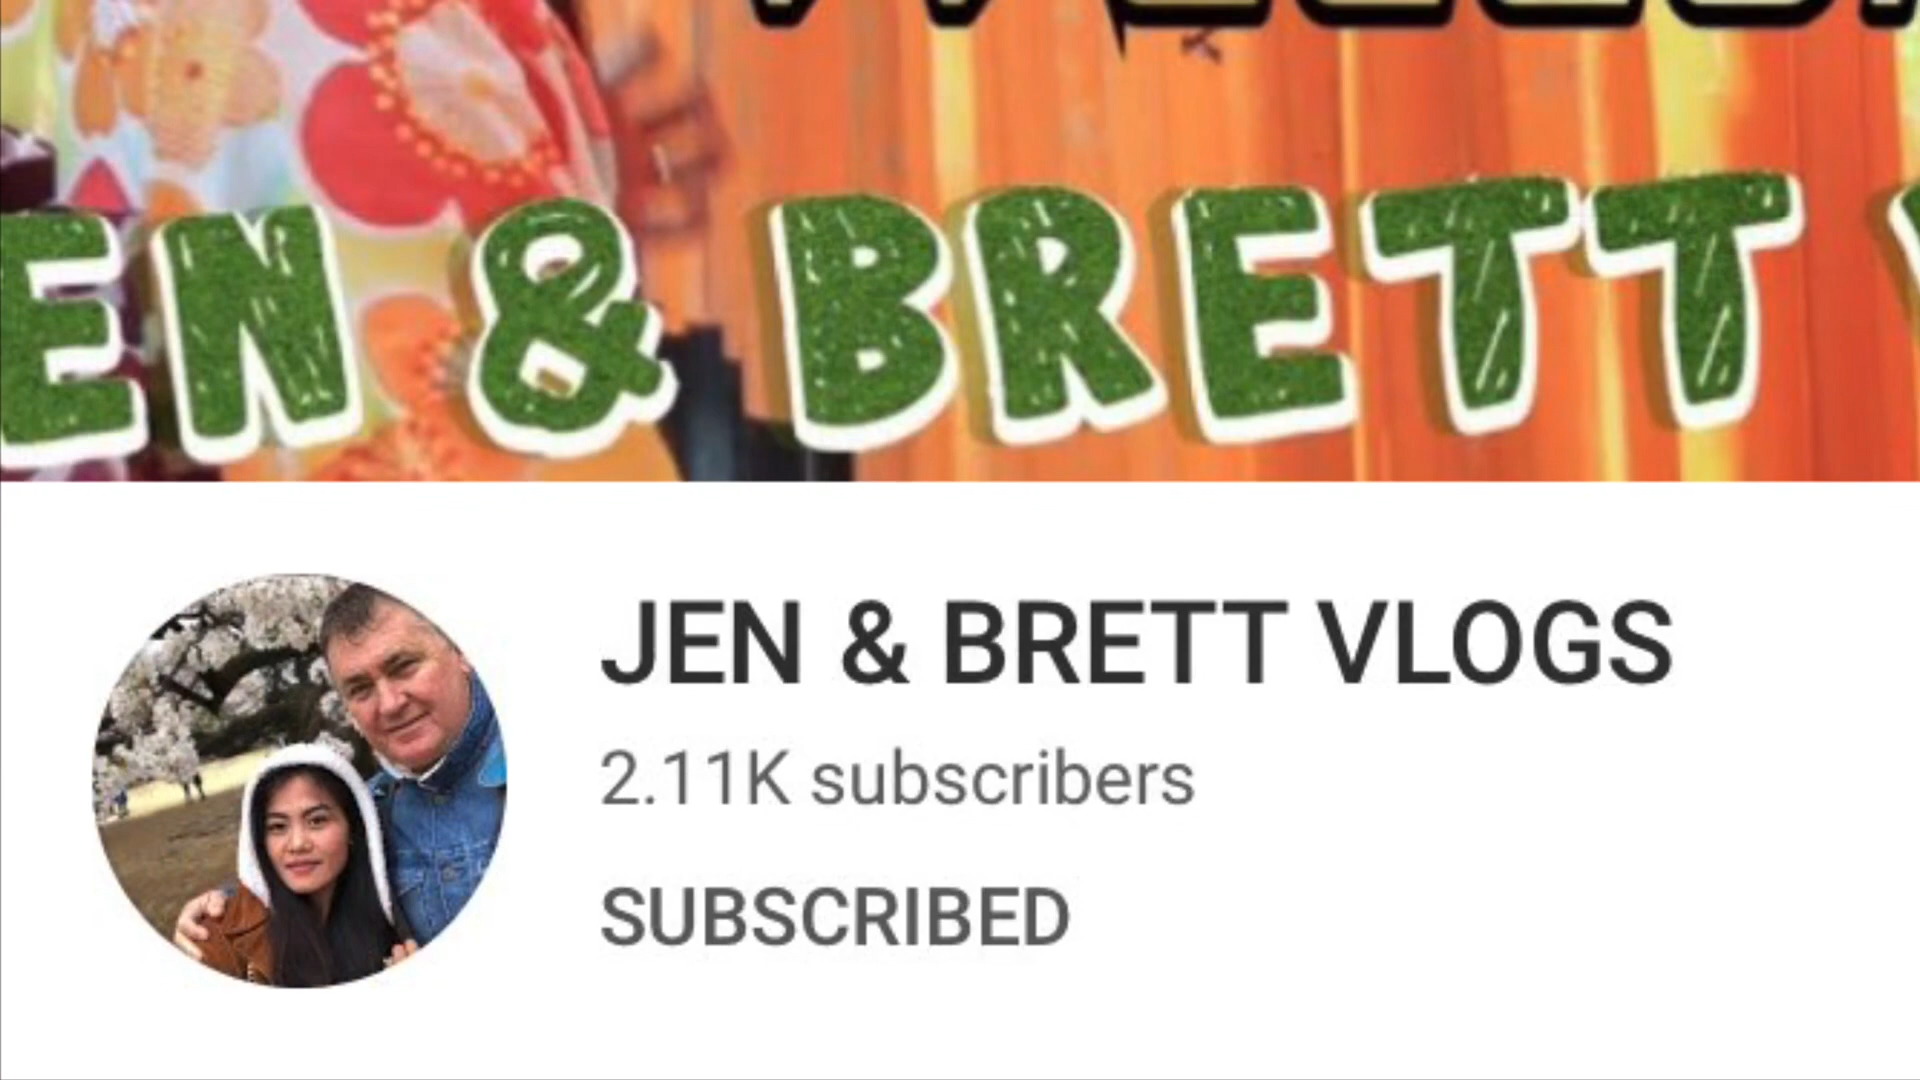 EN & BRETT
JEN & BRETT VLOGS
2.11K subscribers
SUBSCRIBED